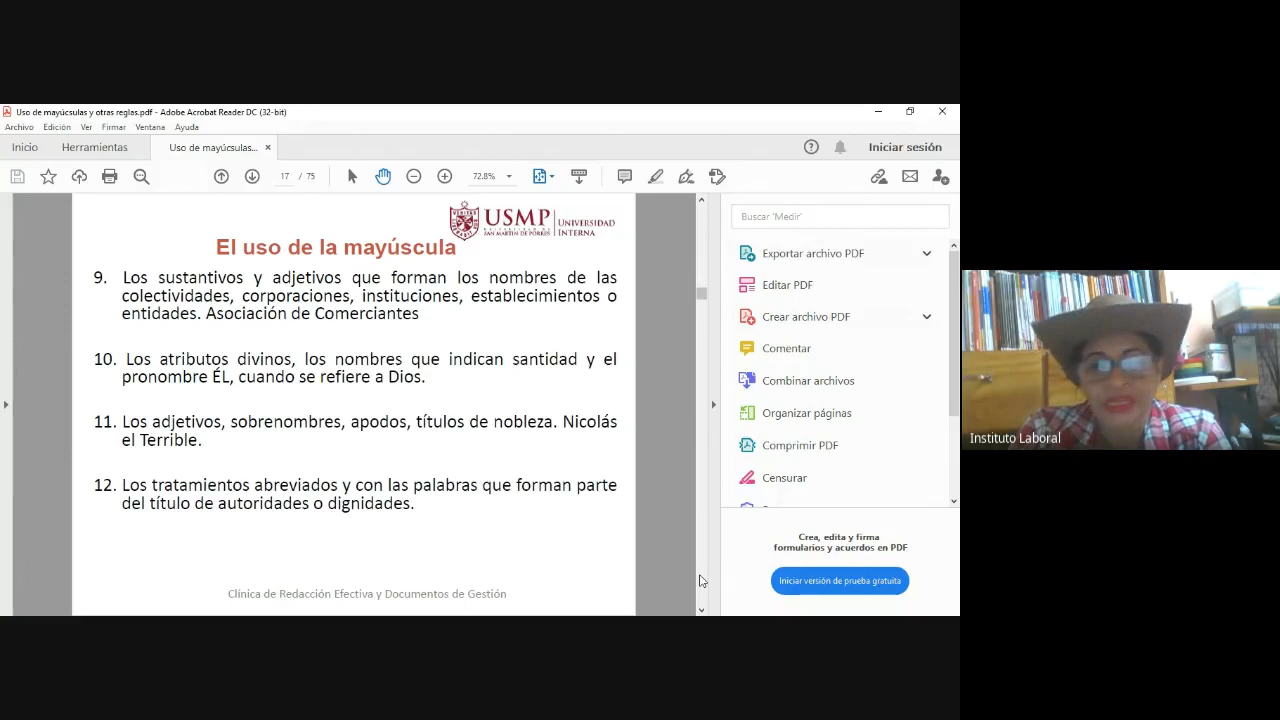 Uso de mayúcsulas y otras reglas.pdf - Adobe Acrobat Reader DC (32-bit)
Archivo Edición Ver Firmar Ventana Ayuda
Inicio Herramientas Uso de mayúcsulas... × Iniciar sesión
17 / 75 72.8%
USMP UNIVERSIDAD
SAN MARTIN DE PORRES INTERNA
El uso de la mayúscula
9. Los sustantivos y adjetivos que forman los nombres de las
colectividades, corporaciones, instituciones, establecimientos o
entidades. Asociación de Comerciantes
10. Los atributos divinos, los nombres que indican santidad y el
pronombre ÉL, cuando se refiere a Dios.
11. Los adjetivos, sobrenombres, apodos, títulos de nobleza. Nicolás
el Terrible.
12. Los tratamientos abreviados y con las palabras que forman parte
del título de autoridades o dignidades.
Clínica de Redacción Efectiva y Documentos de Gestión
Buscar 'Medir'
Exportar archivo PDF
Editar PDF
Crear archivo PDF
Comentar
Combinar archivos
Organizar páginas
Comprimir PDF
Censurar
Crea, edita y firma
formularios y acuerdos en PDF
Iniciar versión de prueba gratuita
Instituto Laboral